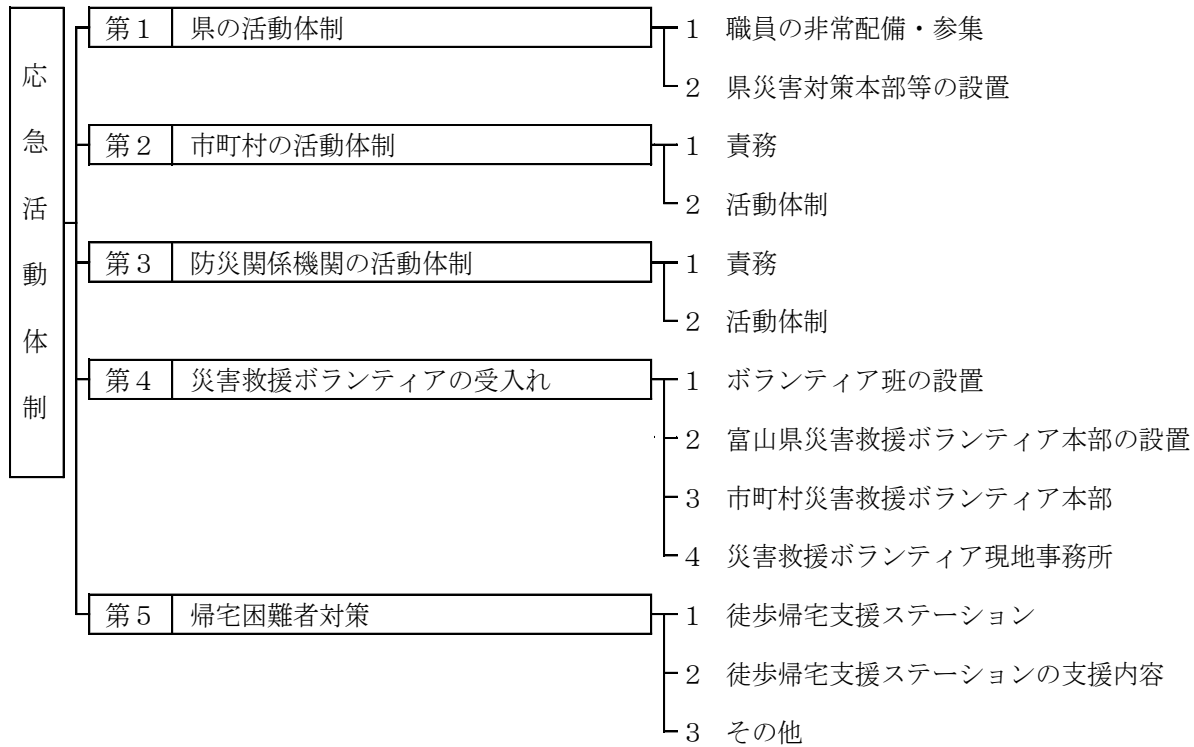 応急活動体制
第１ 県の活動体制
１ 職員の非常配備・参集
２ 県災害対策本部等の設置
第２ 市町村の活動体制
１ 責務
２ 活動体制
第３ 防災関係機関の活動体制
１ 責務
２ 活動体制
第４ 災害救援ボランティアの受入れ
１ ボランティア班の設置
２ 富山県災害救援ボランティア本部の設置
３ 市町村災害救援ボランティア本部
４ 災害救援ボランティア現地事務所
第５ 帰宅困難者対策
１ 徒歩帰宅支援ステーション
２ 徒歩帰宅支援ステーションの支援内容
３ その他